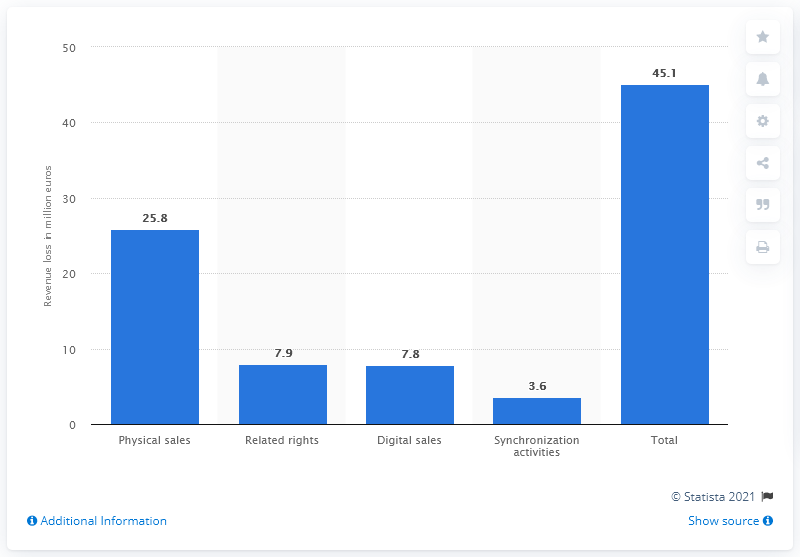 50
40
30
20
10
0
Revenue loss in million euros
25.8
7.9
7.8
3.6
45.1
Physical sales
Related rights
Digital sales
Synchronization
activities
Total
© Statista 2021
Additional Information
Show source